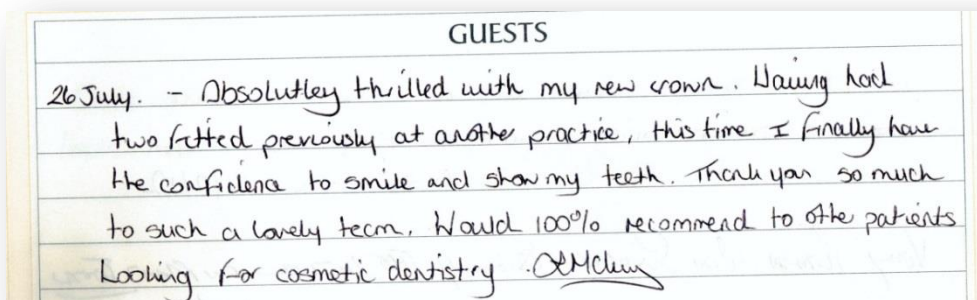 GUESTS
26 July. - Absolutley thrilled with my new crown. Having had
two fitted previously at another practice, this time I finally have
the confidence to smile and show my teeth. Thank you so much
to such a lovely team. Would 100% recommend to othe patients
Looking for cosmetic dentistry.